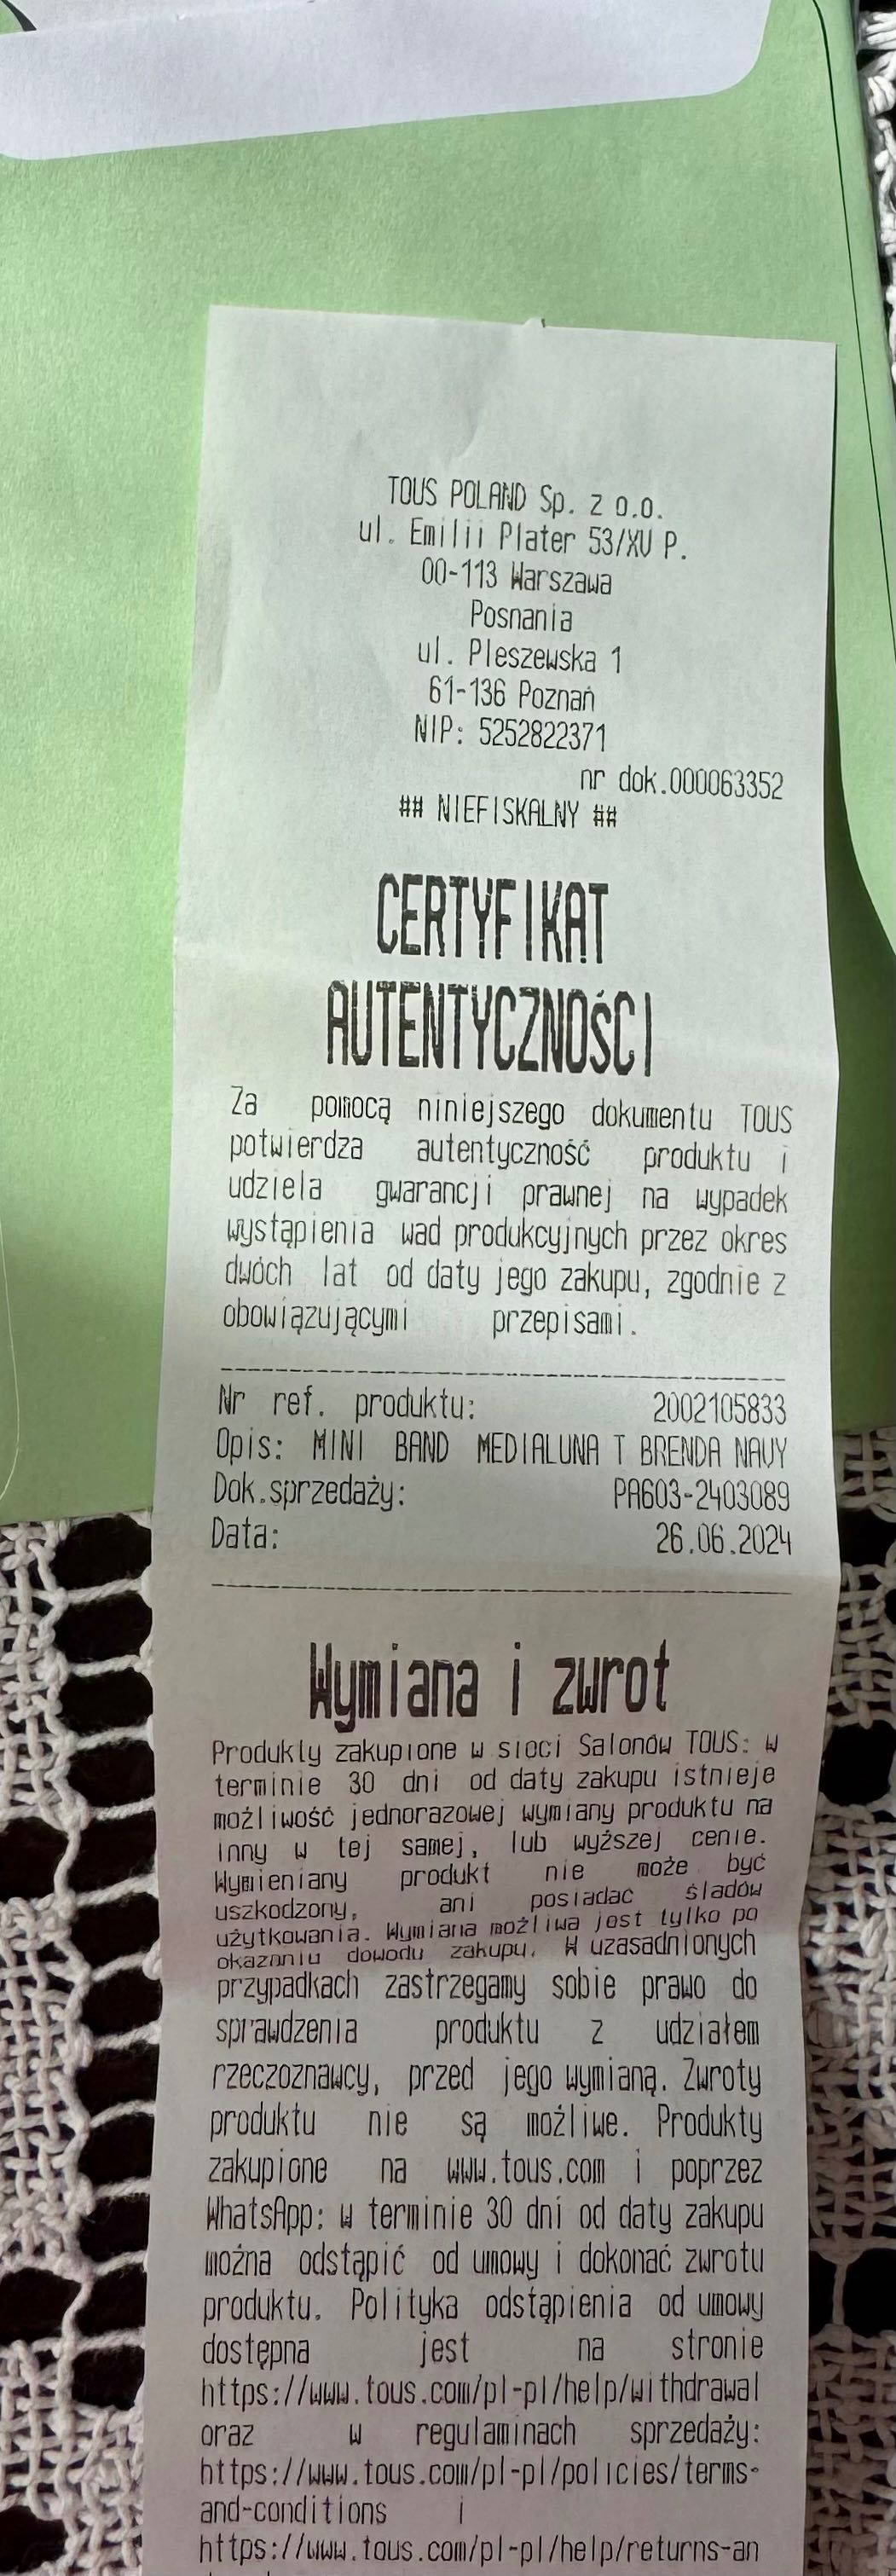 TOUS POLAND Sp. z o.o.
ul. Emilii Plater 53/XV P.
00-113 Warszawa
Posnania
ul. Pleszewska 1
61-136 Poznań
NIP: 5252822371
nr dok.000063352
## NIEFISKALNY ##
CERTYFIKAT
AUTENTYCZNOŚCI
Za pomocą niniejszego dokumentu TOUS
potwierdza autentyczność produktu i
udziela gwarancji prawnej na wypadek
wystąpienia wad produkcyjnych przez okres
dwóch lat od daty jego zakupu, zgodnie z
obowiązującymi przepisami.
Nr ref. produktu: 2002105833
Opis: MINI BAND MEDIALUNA T BRENDA NAVY
Dok.sprzedaży: PA603-2403089
Data: 26.06.2024
Wymiana i zwrot
Produkty zakupione w sieci Salonów TOUS: w
terminie 30 dni od daty zakupu istnieje
możliwość jednorazowej wymiany produktu na
inny w tej samej, lub wyższej cenie.
Wymieniany produkt nie może być
uszkodzony, ani posiadać śladów
użytkowania. Wymiana możliwa jest tylko po
okazaniu dowodu zakupu. W uzasadnionych
przypadkach zastrzegamy sobie prawo do
sprawdzenia produktu z udziałem
rzeczoznawcy, przed jego wymianą. Zwroty
produktu nie są możliwe. Produkty
zakupione na www.tous.com i poprzez
WhatsApp: w terminie 30 dni od daty zakupu
można odstąpić od umowy i dokonać zwrotu
produktu. Polityka odstąpienia od umowy
dostępna jest na stronie
https://www.tous.com/pl-pl/help/withdrawal
oraz w regulaminach sprzedaży:
https://www.tous.com/pl-pl/policies/terms-
and-conditions i
https://www.tous.com/pl-pl/help/returns-an